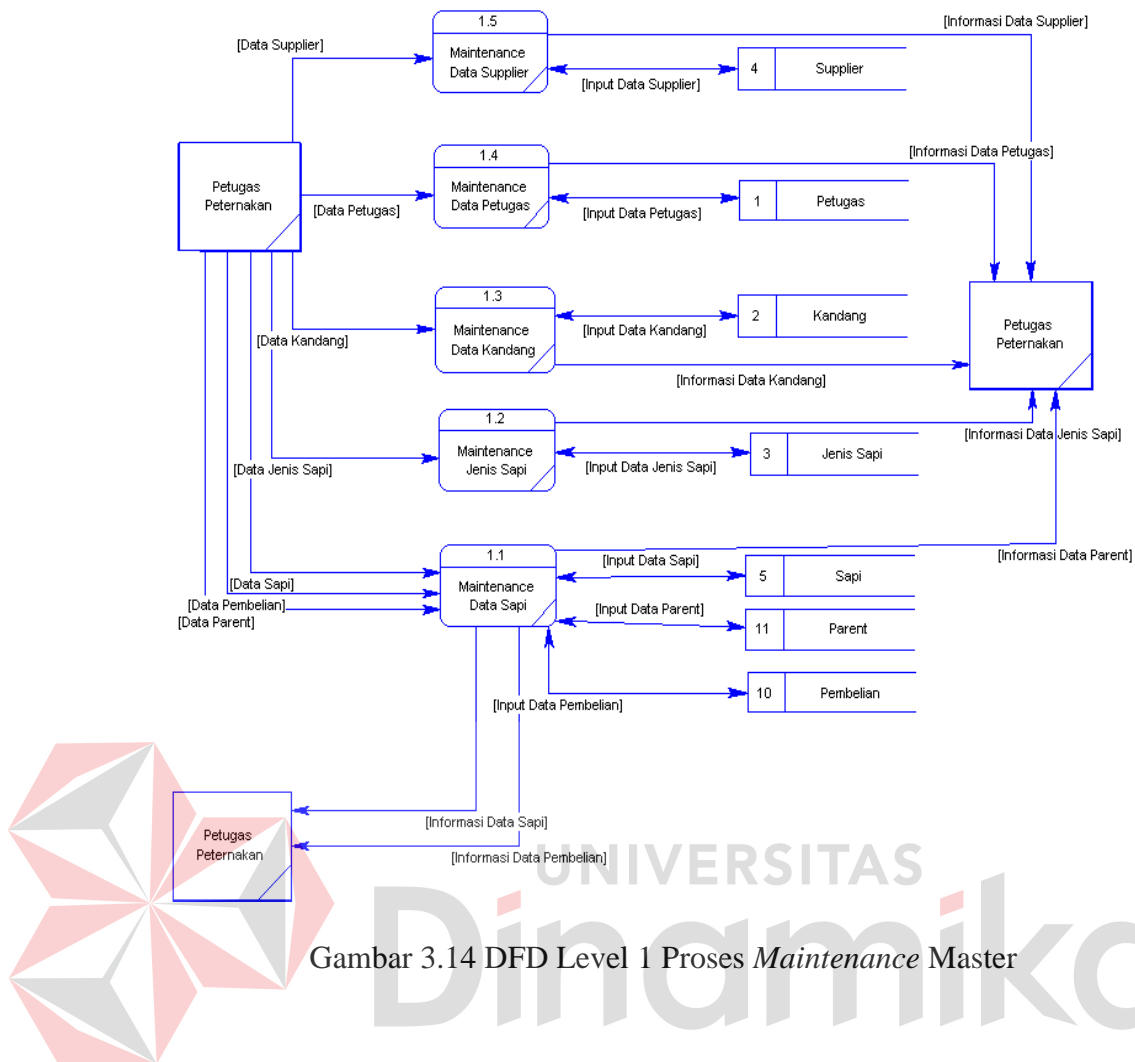 1.5
[Informasi Data Supplier]
[Data Supplier]
Maintenance
Data Supplier
4 Supplier
[Input Data Supplier]
1.4
[Informasi Data Petugas]
Petugas
Peternakan
Maintenance
Data Petugas
1 Petugas
[Data Petugas]
[Input Data Petugas]
1.3
2 Kandang
Maintenance
Data Kandang
[Input Data Kandang]
[Data Kandang]
Petugas
Peternakan
[Informasi Data Kandang]
1.2
[Informasi Data Jenis Sapi]
Maintenance
Jenis Sapi
3 Jenis Sapi
[Input Data Jenis Sapi]
[Data Jenis Sapi]
1.1
[Informasi Data Parent]
[Input Data Sapi]
5 Sapi
Maintenance
Data Sapi
[Data Sapi]
[Data Pembelian]
[Data Parent]
[Input Data Parent]
11 Parent
10 Pembelian
[Input Data Pembelian]
[Informasi Data Sapi]
Petugas
Peternakan
[Informasi Data Pembelian]
UNIVERSITAS
Dinamika
Gambar 3.14 DFD Level 1 Proses Maintenance Master